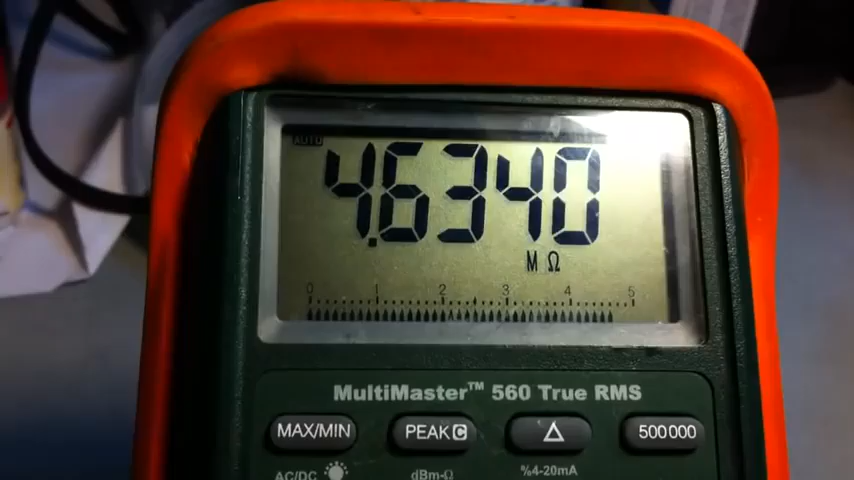 AUTO
4.6340
M Ω
0 1 2 3 4 5
MultiMaster™ 560 True RMS
MAX/MIN PEAK C △ 500000
AC/DC dBm-Ω %4-20mA